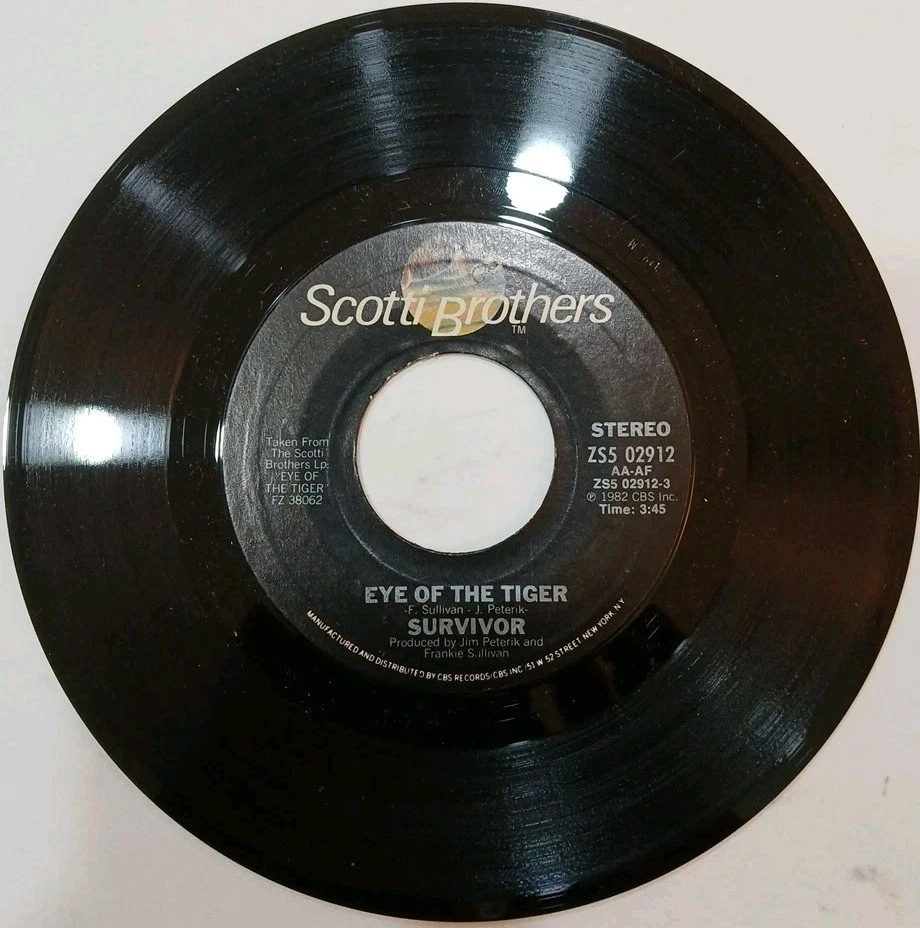 Scotti Brothers
TM
Taken From
The Scotti
Brothers Lp:
"EYE OF
THE TIGER"
FZ 38062
STEREO
ZS5 02912
AA-AF
ZS5 02912-3
℗ 1982 CBS Inc.
Time: 3:45
EYE OF THE TIGER
-F. Sullivan - J. Peterik-
SURVIVOR
Produced by Jim Peterik and
Frankie Sullivan
MANUFACTURED AND DISTRIBUTED BY CBS RECORDS/CBS INC./51 W 52 STREET, NEW YORK, N.Y.